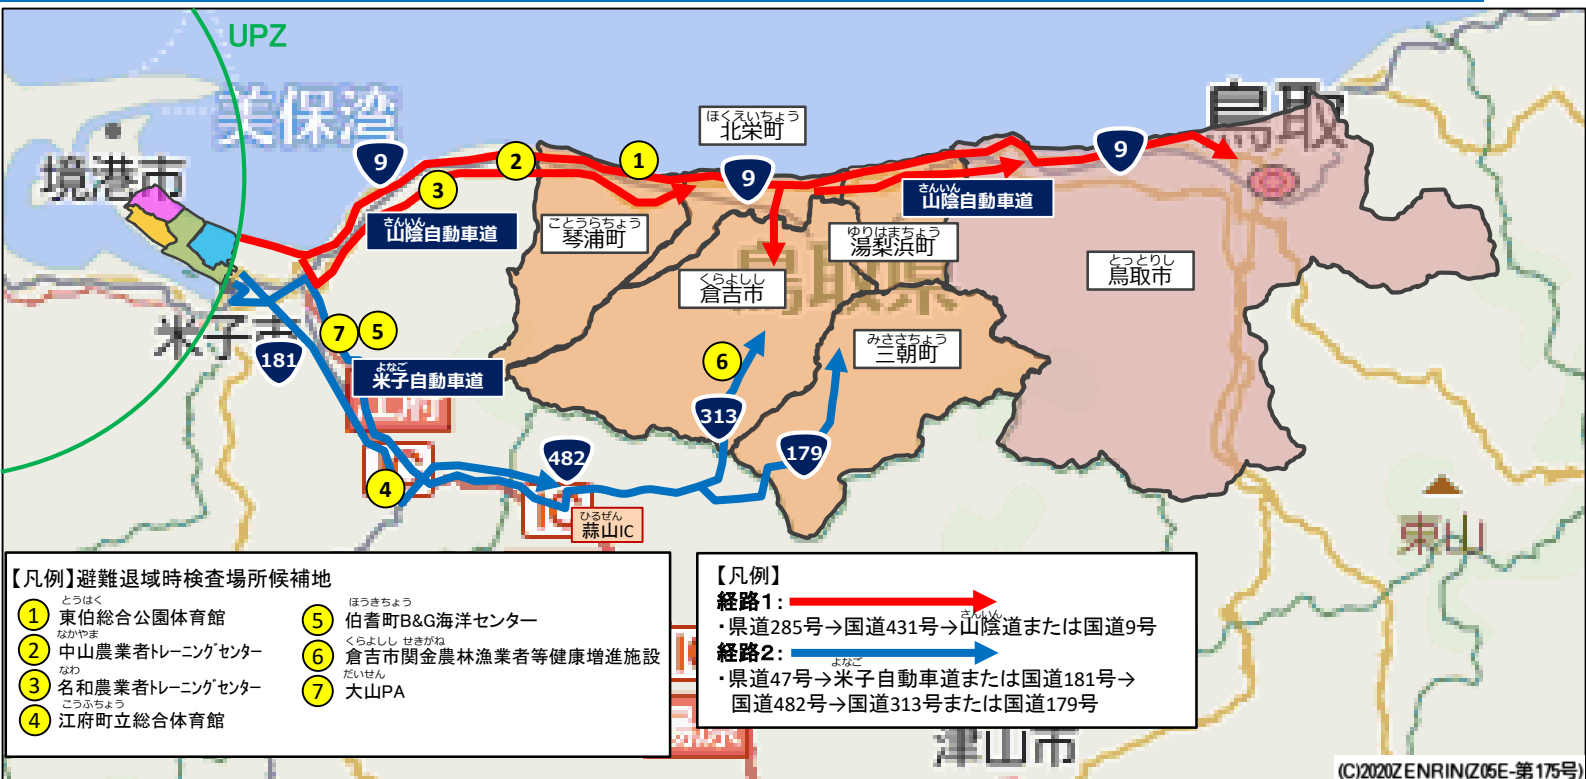 UPZ
美保湾
境港市
米子市
鳥取
鳥取県
東山
津山市
9
2
3
1
9
9
ほくえいちょう
北栄町
さんいん
山陰自動車道
さんいん
山陰自動車道
ことうらちょう
琴浦町
ゆりはまちょう
湯梨浜町
くらよしし
倉吉市
とっとりし
鳥取市
みささちょう
三朝町
7
5
181
よなご
米子自動車道
江府
6
313
179
482
4
IC
ひるぜん
蒜山IC
【凡例】避難退域時検査場所候補地
とうはく
1 東伯総合公園体育館
なかやま
2 中山農業者トレーニングセンター
なわ
3 名和農業者トレーニングセンター
こうふちょう
4 江府町立総合体育館
ほうきちょう
5 伯耆町B&G海洋センター
くらよしし せきがね
6 倉吉市関金農林漁業者等健康増進施設
だいせん
7 大山PA
【凡例】
経路1:
さんいん
・県道285号→国道431号→山陰道または国道9号
経路2:
よなご
・県道47号→米子自動車道または国道181号→
国道482号→国道313号または国道179号
(C)2020ZENRIN(Z05E-第175号)